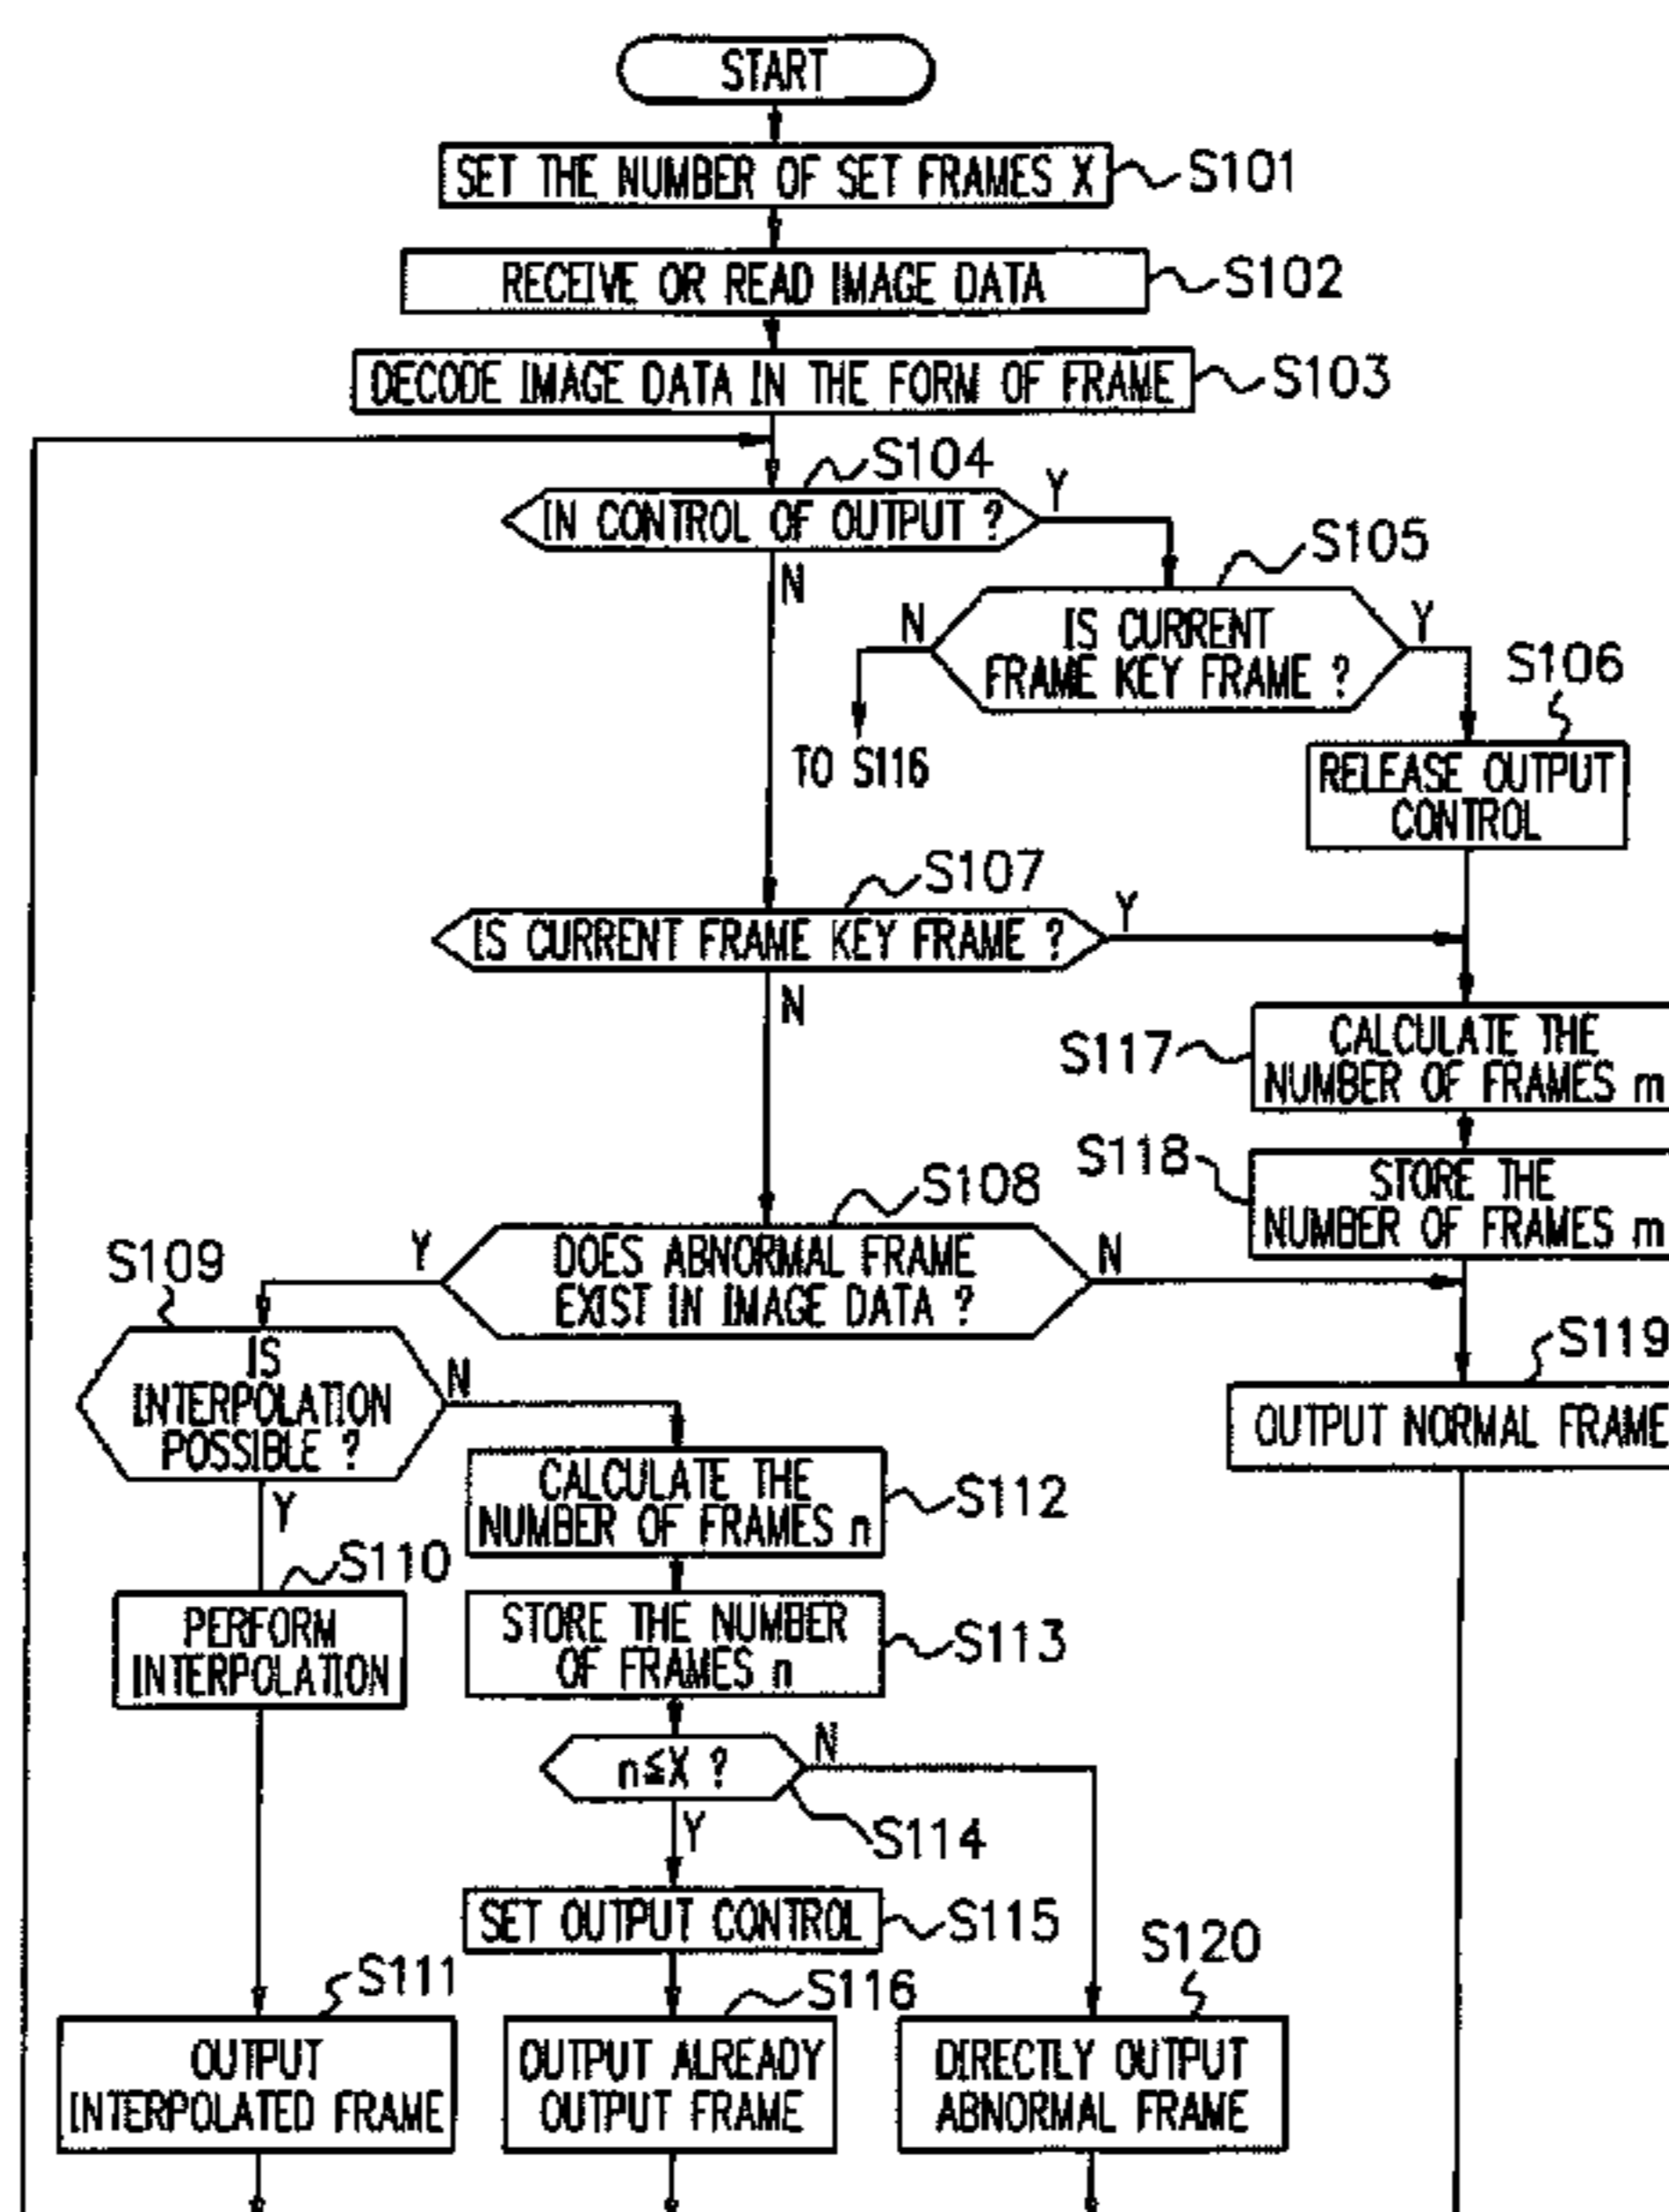 START
SET THE NUMBER OF SET FRAMES X
S101
RECEIVE OR READ IMAGE DATA
S102
DECODE IMAGE DATA IN THE FORM OF FRAME
S103
S104
IN CONTROL OF OUTPUT ?
Y
N
S105
IS CURRENT
FRAME KEY FRAME ?
N
Y
TO S116
S106
RELEASE OUTPUT
CONTROL
S107
IS CURRENT FRAME KEY FRAME ?
Y
N
S117
CALCULATE THE
NUMBER OF FRAMES m
S118
STORE THE
NUMBER OF FRAMES m
S108
DOES ABNORMAL FRAME
EXIST IN IMAGE DATA ?
Y
N
S109
IS
INTERPOLATION
POSSIBLE ?
N
Y
S119
OUTPUT NORMAL FRAME
CALCULATE THE
NUMBER OF FRAMES n
S112
S110
PERFORM
INTERPOLATION
STORE THE NUMBER
OF FRAMES n
S113
n≦X ?
N
Y
S114
SET OUTPUT CONTROL
S115
S111
OUTPUT
INTERPOLATED FRAME
S116
OUTPUT ALREADY
OUTPUT FRAME
S120
DIRECTLY OUTPUT
ABNORMAL FRAME